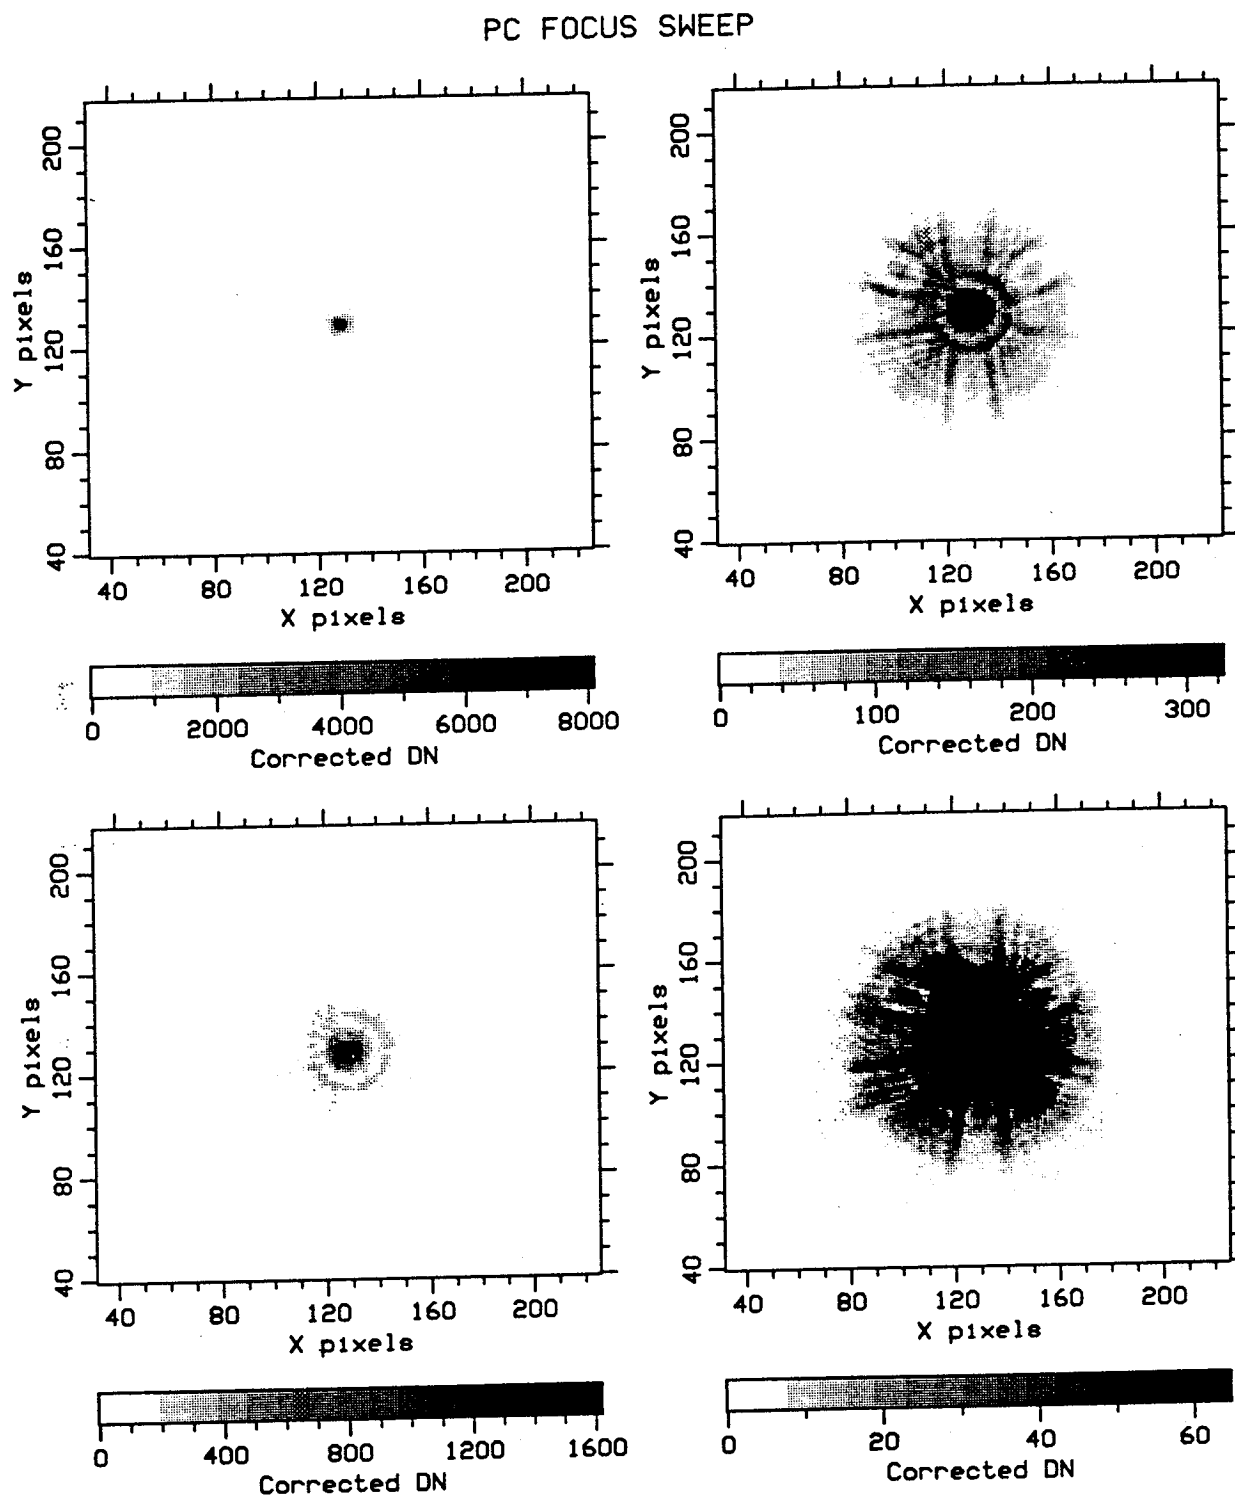 PC FOCUS SWEEP
200
160
120
80
40
Y pixels
40 80 120 160 200
X pixels
0 2000 4000 6000 8000
Corrected DN
200
160
120
80
40
Y pixels
40 80 120 160 200
X pixels
0 100 200 300
Corrected DN
200
160
120
80
40
Y pixels
40 80 120 160 200
X pixels
0 400 800 1200 1600
Corrected DN
200
160
120
80
40
Y pixels
40 80 120 160 200
X pixels
0 20 40 60
Corrected DN